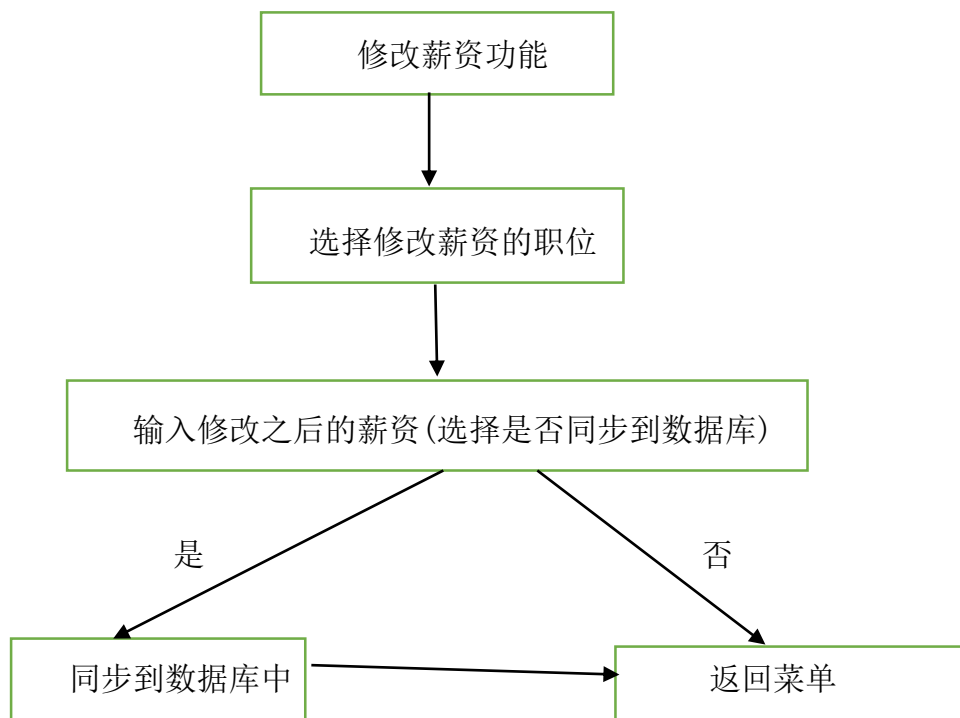 修改薪资功能
选择修改薪资的职位
输入修改之后的薪资(选择是否同步到数据库)
是
否
同步到数据库中
返回菜单